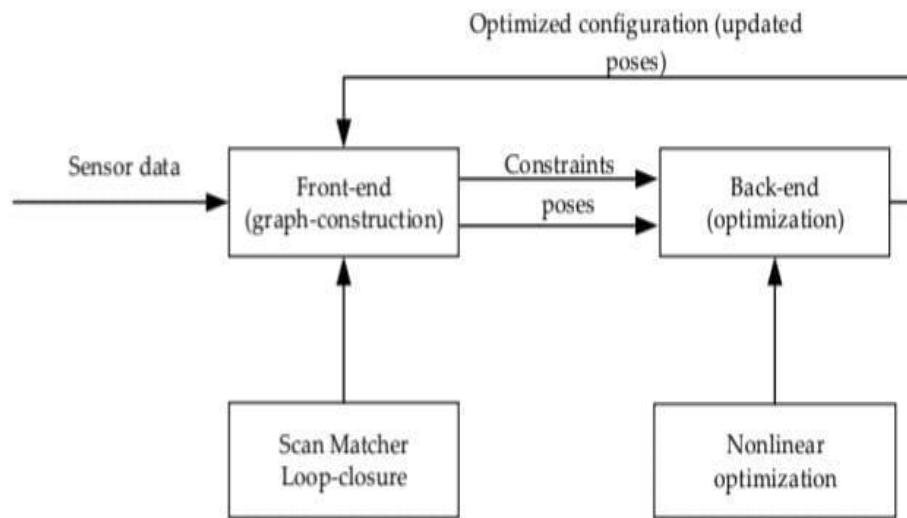 Optimized configuration (updated
poses)
Sensor data
Front-end
(graph-construction)
Constraints
poses
Back-end
(optimization)
Scan Matcher
Loop-closure
Nonlinear
optimization